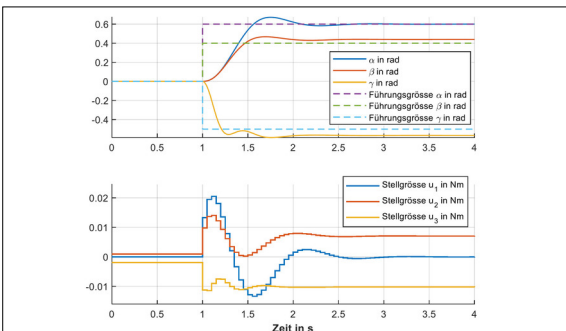 0.6
0.4
0.2
0
-0.2
0.4
α in rad
β in rad
γ in rad
Führungsgrösse α in rad
Führungsgrösse β in rad
Führungsgrösse γ in rad
0 0.5 1 1.5 2 2.5 3 3.5 4
0.02
0.01
0
-0.01
Stellgrösse u1 in Nm
Stellgrösse u2 in Nm
Stellgrösse u3 in Nm
0 0.5 1 1.5 2 2.5 3 3.5 4
Zeit in s